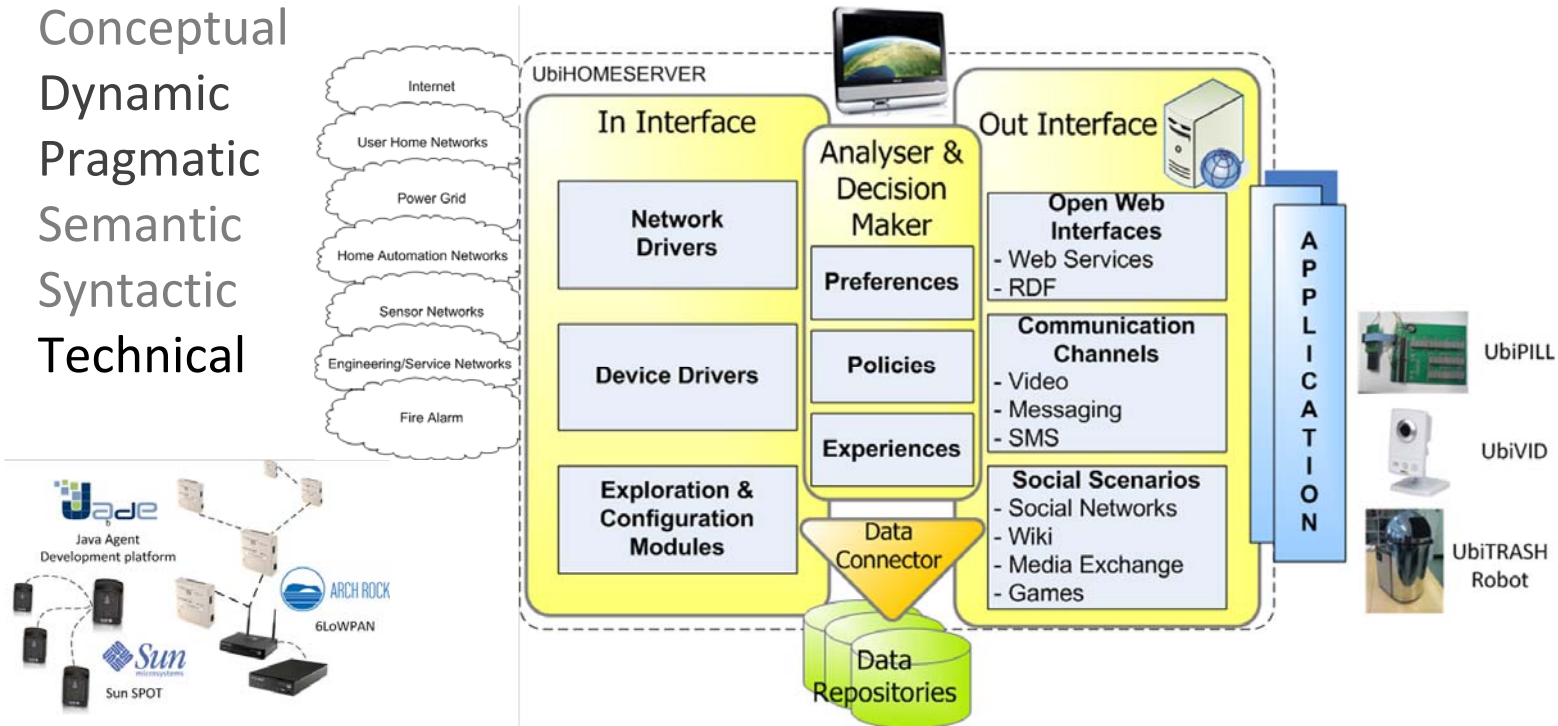 Conceptual
Dynamic
Pragmatic
Semantic
Syntactic
Technical
Internet
User Home Networks
Power Grid
Home Automation Networks
Sensor Networks
Engineering/Service Networks
Fire Alarm
UbiHOMESERVER
In Interface
Network
Drivers
Device Drivers
Exploration &
Configuration
Modules
Analyser &
Decision
Maker
Preferences
Policies
Experiences
Data
Connector
Data
Repositories
Out Interface
Open Web
Interfaces
- Web Services
- RDF
Communication
Channels
- Video
- Messaging
- SMS
Social Scenarios
- Social Networks
- Wiki
- Media Exchange
- Games
APPLICATION
UbiPILL
UbiVID
UbiTRASH
Robot
Jade
Java Agent
Development platform
ARCH ROCK
6LoWPAN
Sun
microsystems
Sun SPOT